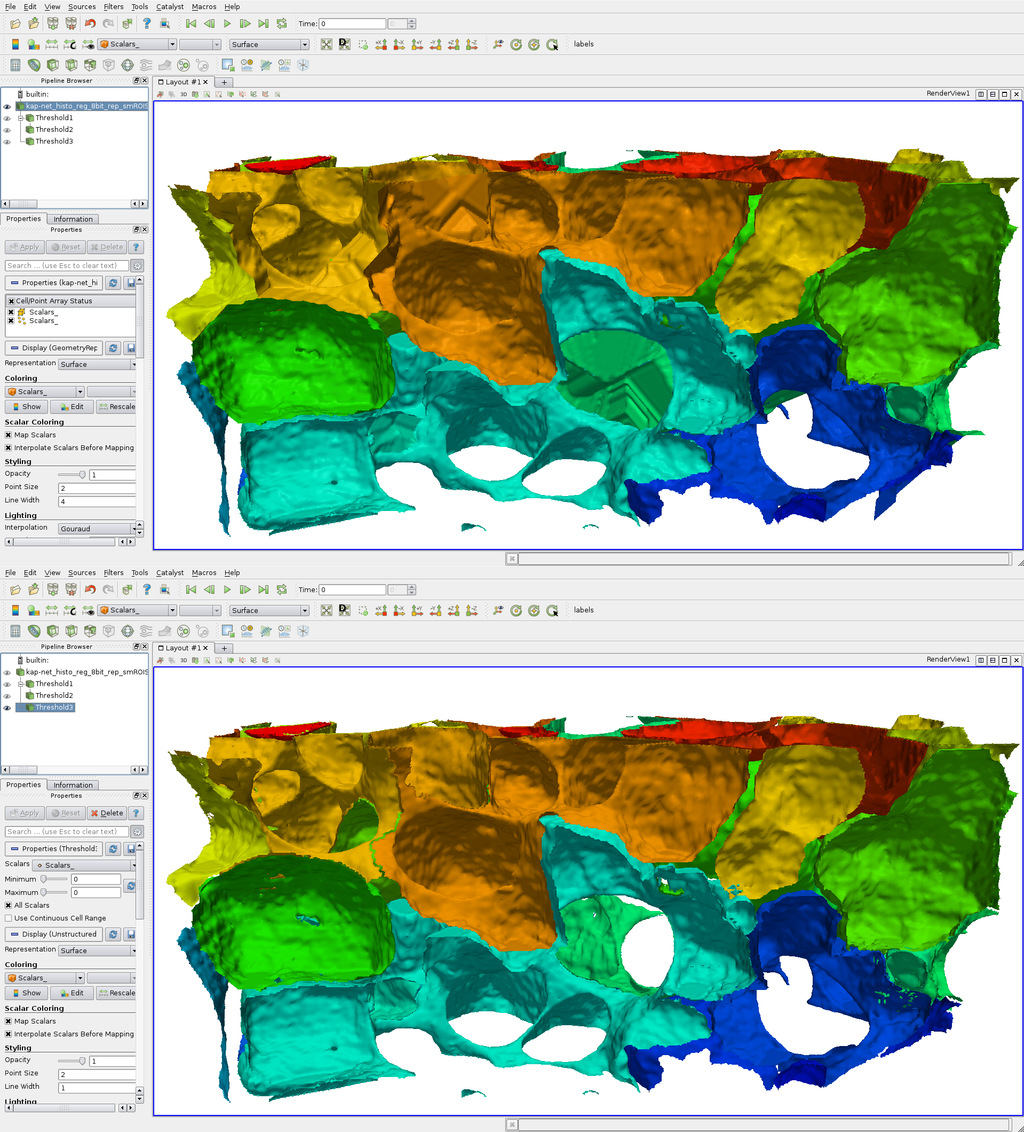 File Edit View Sources Filters Tools Catalyst Macros Help
Time: 0 0
Scalars_ Surface labels
Pipeline Browser
Layout #1 × +
RenderView1
builtin:
kap-net_histo_reg_8bit_rep_smROIS
Threshold1
Threshold2
Threshold3
Properties Information
Properties
Apply Reset Delete ?
Search ... (use Esc to clear text)
Properties (kap-net_hi
Cell/Point Array Status
Scalars_
Scalars_
Display (GeometryRep
Representation Surface
Coloring
Scalars_
Show Edit Rescale
Scalar Coloring
Map Scalars
Interpolate Scalars Before Mapping
Styling
Opacity 1
Point Size 2
Line Width 4
Lighting
Interpolation Gouraud
File Edit View Sources Filters Tools Catalyst Macros Help
Time: 0 0
Scalars_ Surface labels
Pipeline Browser
Layout #1 × +
RenderView1
builtin:
kap-net_histo_reg_8bit_rep_smROIS
Threshold1
Threshold2
Threshold3
Properties Information
Properties
Apply Reset Delete ?
Search ... (use Esc to clear text)
Properties (Threshold:
Scalars Scalars_
Minimum 0
Maximum 0
All Scalars
Use Continuous Cell Range
Display (Unstructured
Representation Surface
Coloring
Scalars_
Show Edit Rescale
Scalar Coloring
Map Scalars
Interpolate Scalars Before Mapping
Styling
Opacity 1
Point Size 2
Line Width 1
Lighting